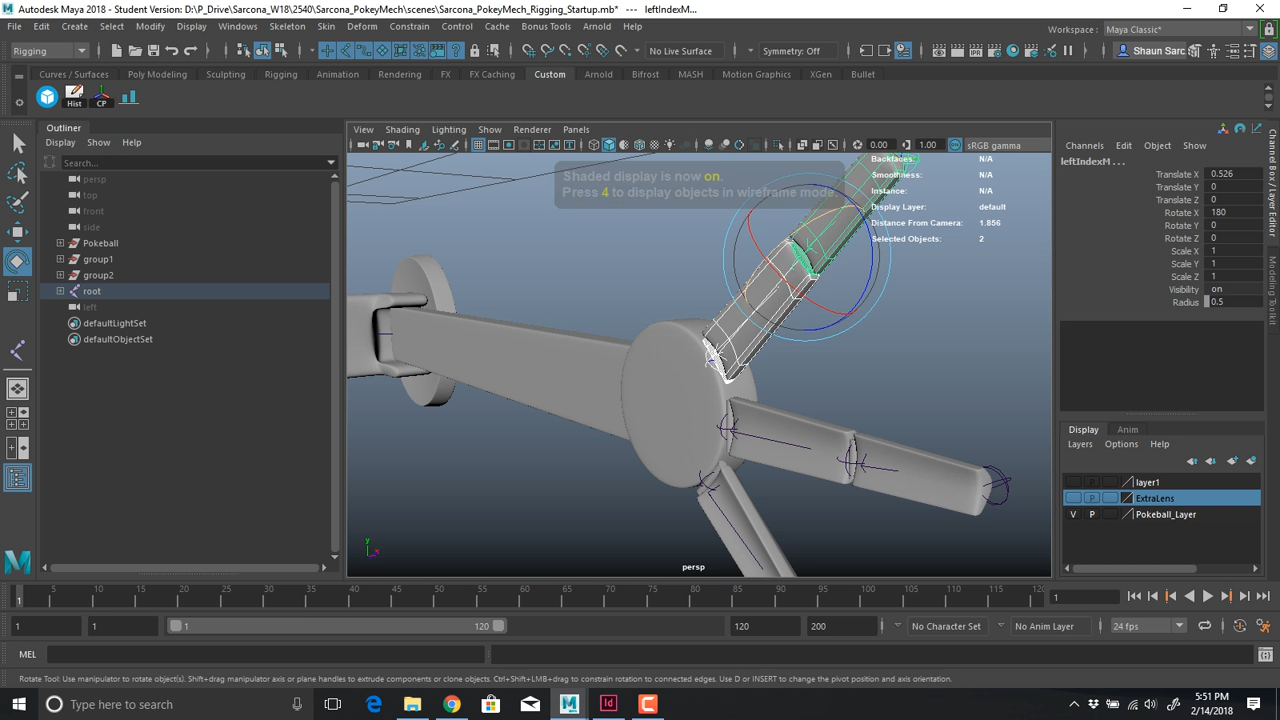 Autodesk Maya 2018 - Student Version: D:\P_Drive\Sarcona_W18\2540\Sarcona_PokeyMech\scenes\Sarcona_PokeyMech_Rigging_Startup.mb* --- leftIndexM...
File Edit Create Select Modify Display Windows Skeleton Skin Deform Constrain Control Cache Bonus Tools Arnold Help
Workspace: Maya Classic*
Rigging
No Live Surface
Symmetry: Off
Shaun Sarc
Curves / Surfaces Poly Modeling Sculpting Rigging Animation Rendering FX FX Caching Custom Arnold Bifrost MASH Motion Graphics XGen Bullet
Hist CP
Outliner
Display Show Help
Search...
persp
top
front
side
Pokeball
group1
group2
root
left
defaultLightSet
defaultObjectSet
View Shading Lighting Show Renderer Panels
0.00 1.00 sRGB gamma
Shaded display is now on.
Press 4 to display objects in wireframe mode.
Backfaces: N/A
Smoothness: N/A
Instance: N/A
Display Layer: default
Distance From Camera: 1.856
Selected Objects: 2
y
x
persp
Channels Edit Object Show
leftIndexM . . .
Translate X 0.526
Translate Y 0
Translate Z 0
Rotate X 180
Rotate Y 0
Rotate Z 0
Scale X 1
Scale Y 1
Scale Z 1
Visibility on
Radius 0.5
Channel Box / Layer Editor
Modeling Toolkit
Display Anim
Layers Options Help
P layer1
P ExtraLens
V P Pokeball_Layer
1 5 10 15 20 25 30 35 40 45 50 55 60 65 70 75 80 85 90 95 100 105 110 115 120
1
1 1 1 120 120 200 No Character Set No Anim Layer 24 fps
MEL
Rotate Tool: Use manipulator to rotate object(s). Shift+drag manipulator axis or plane handles to extrude components or clone objects. Ctrl+Shift+LMB+drag to constrain rotation to connected edges. Use D or INSERT to change the pivot position and axis orientation.
Type here to search
Id
5:51 PM
2/14/2018